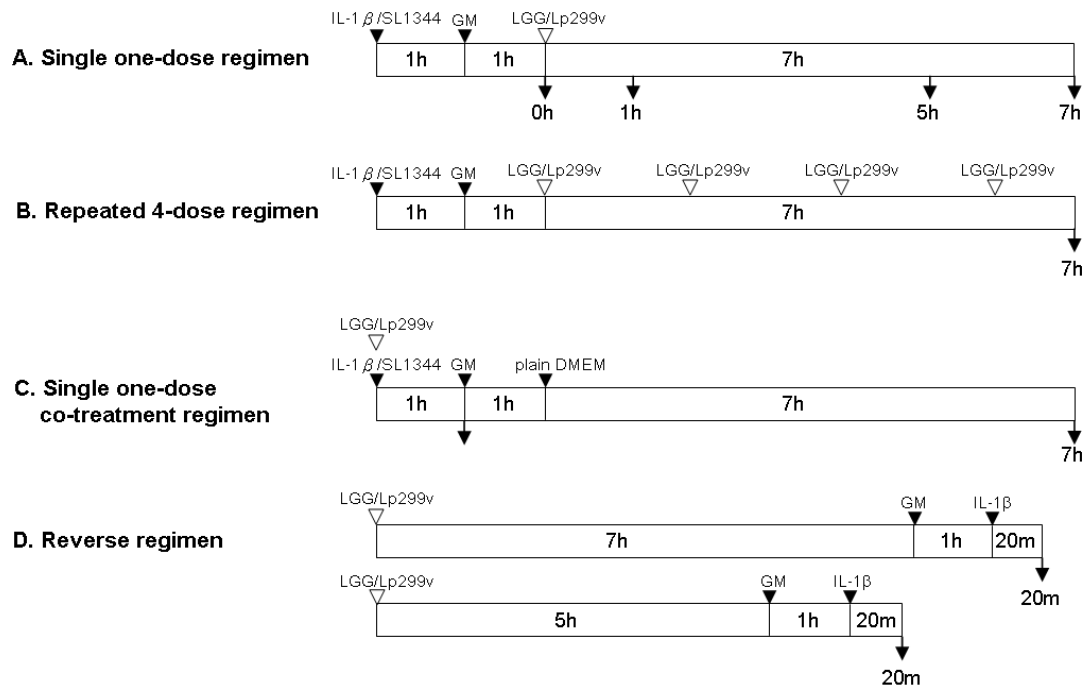 IL-1β/SL1344 GM LGG/Lp299v
A. Single one-dose regimen 1h 1h 7h
0h 1h 5h 7h
IL-1β/SL1344 GM LGG/Lp299v LGG/Lp299v LGG/Lp299v LGG/Lp299v
B. Repeated 4-dose regimen 1h 1h 7h
7h
LGG/Lp299v
IL-1β/SL1344 GM plain DMEM
C. Single one-dose 1h 1h 7h
co-treatment regimen
7h
LGG/Lp299v GM IL-1β
D. Reverse regimen 7h 1h 20m
20m
LGG/Lp299v GM IL-1β
5h 1h 20m
20m